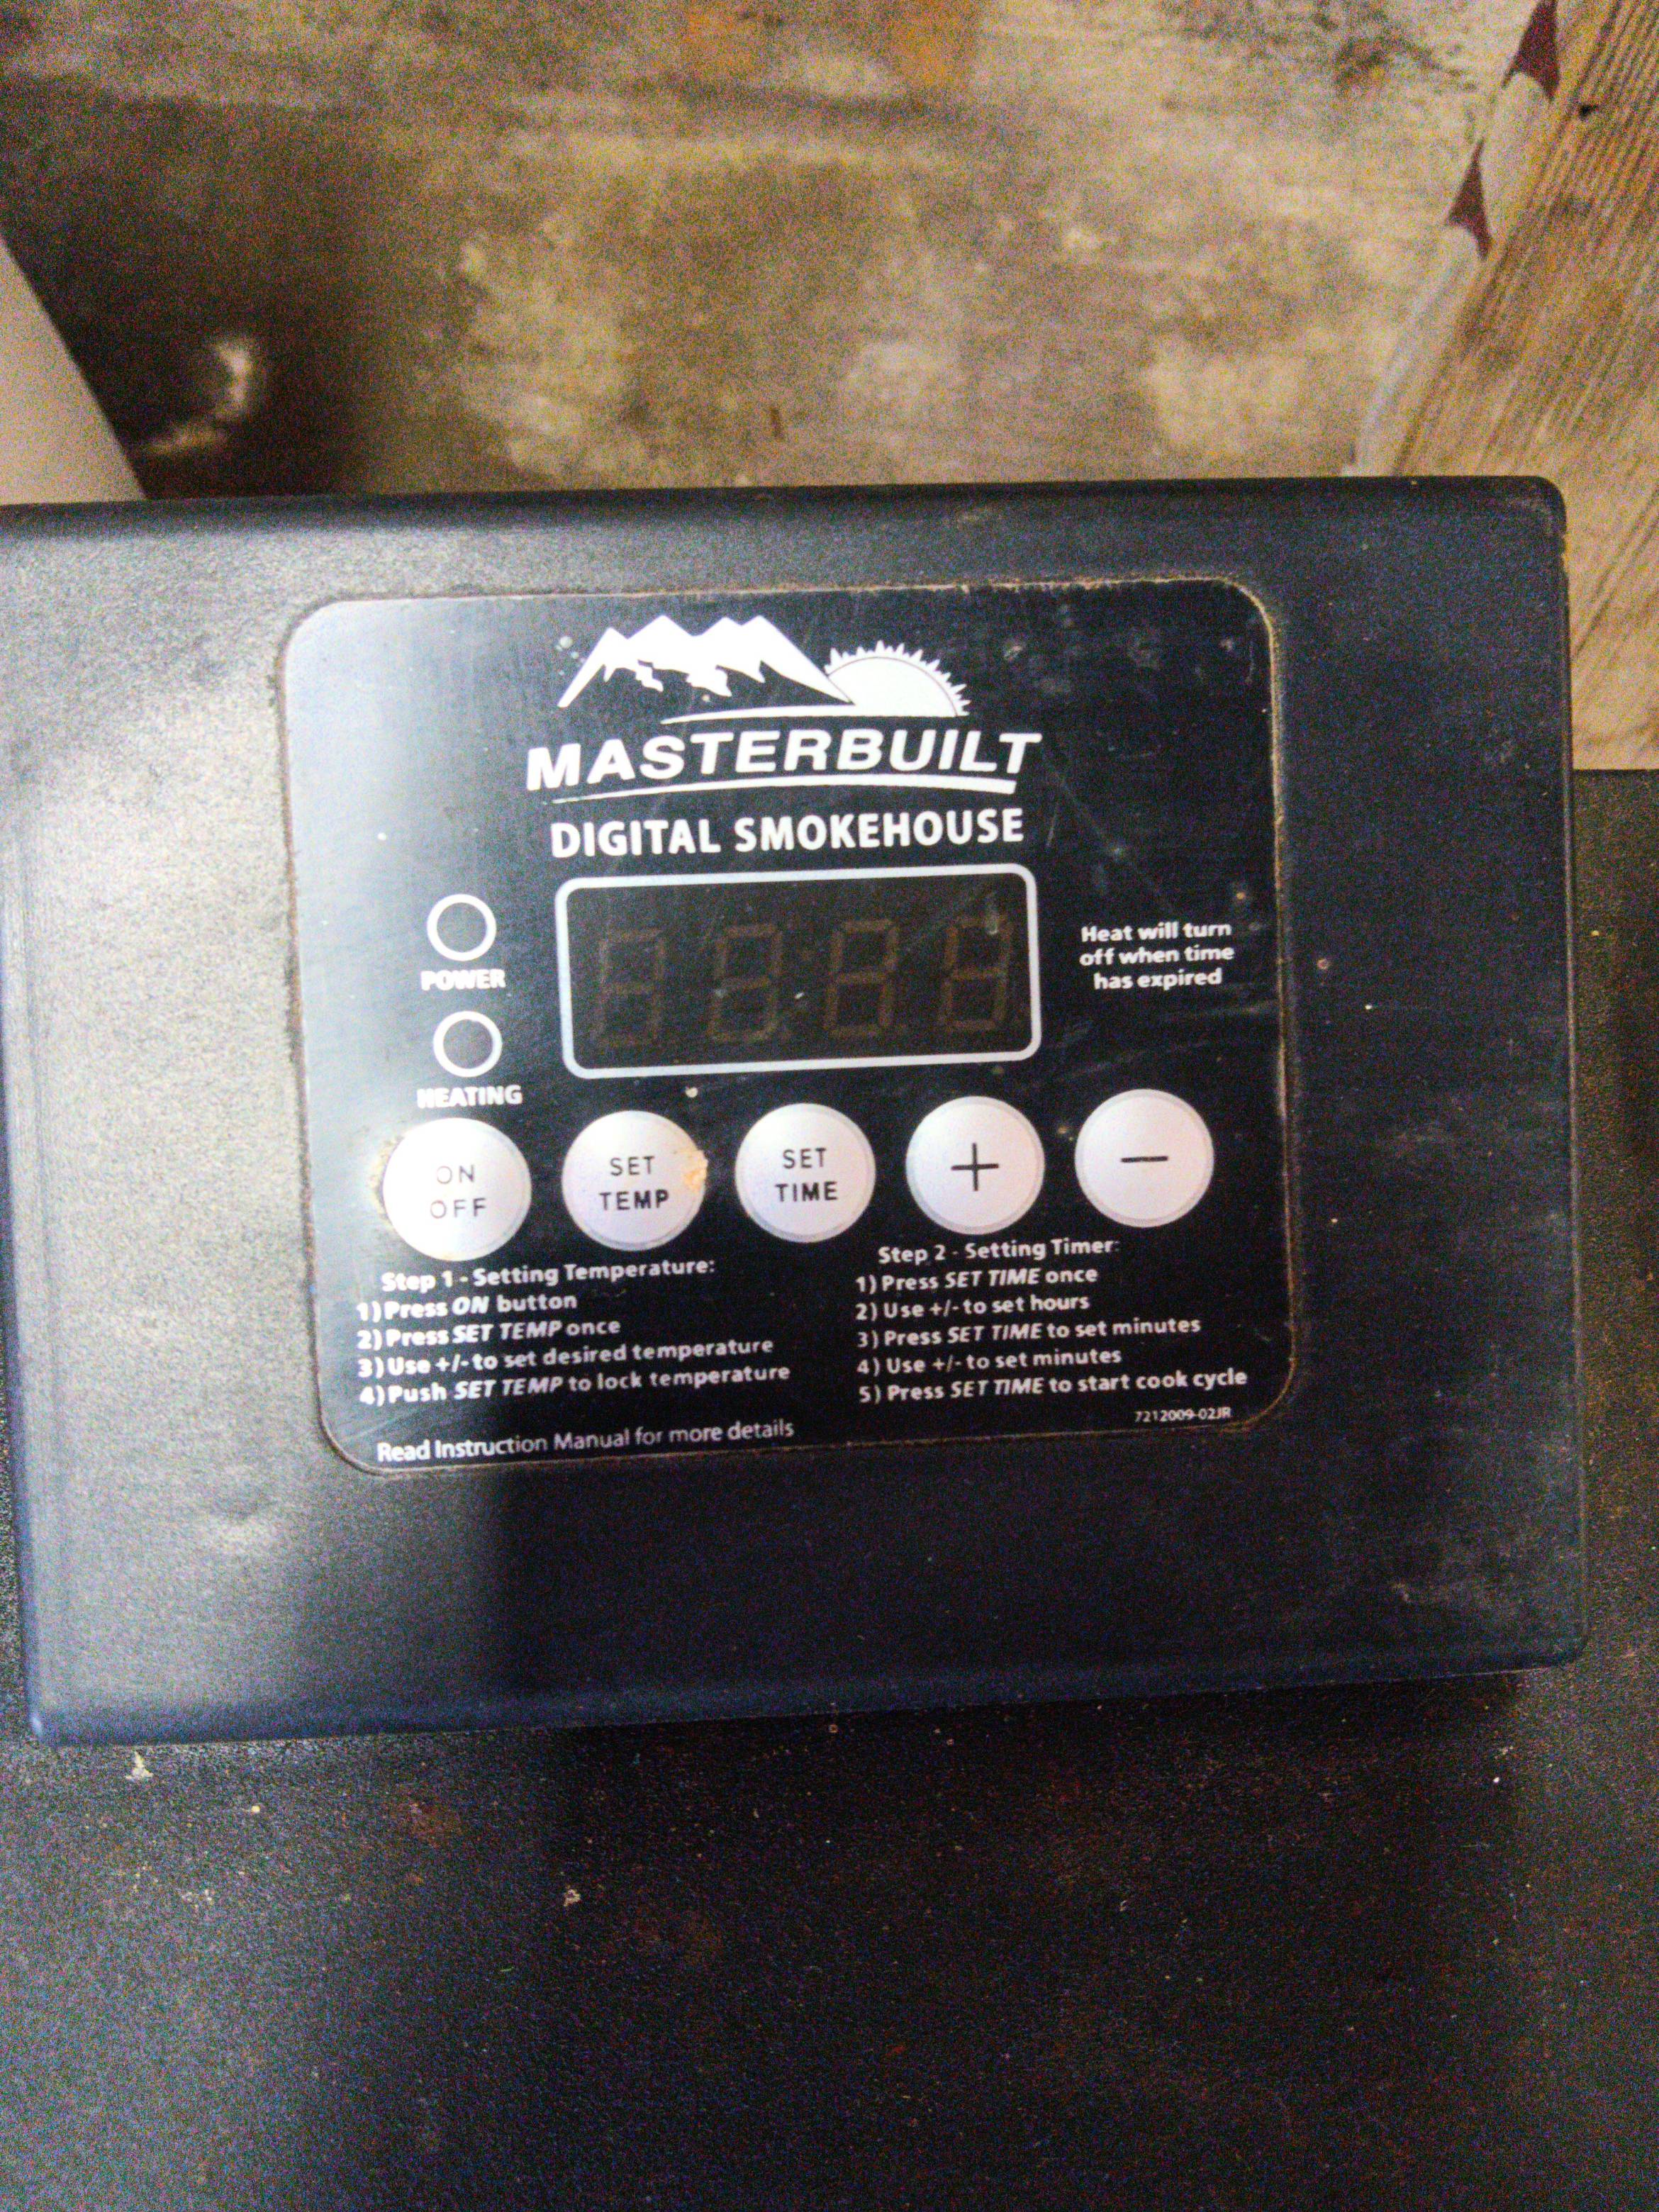 MASTERBUILT
DIGITAL SMOKEHOUSE
POWER
HEATING
Heat will turn
off when time
has expired
ON
OFF
SET
TEMP
SET
TIME
+
-
Step 1 - Setting Temperature:
1) Press ON button
2) Press SET TEMP once
3) Use +/- to set desired temperature
4) Push SET TEMP to lock temperature
Read Instruction Manual for more details
Step 2 - Setting Timer:
1) Press SET TIME once
2) Use +/- to set hours
3) Press SET TIME to set minutes
4) Use +/- to set minutes
5) Press SET TIME to start cook cycle
7212009-02JR